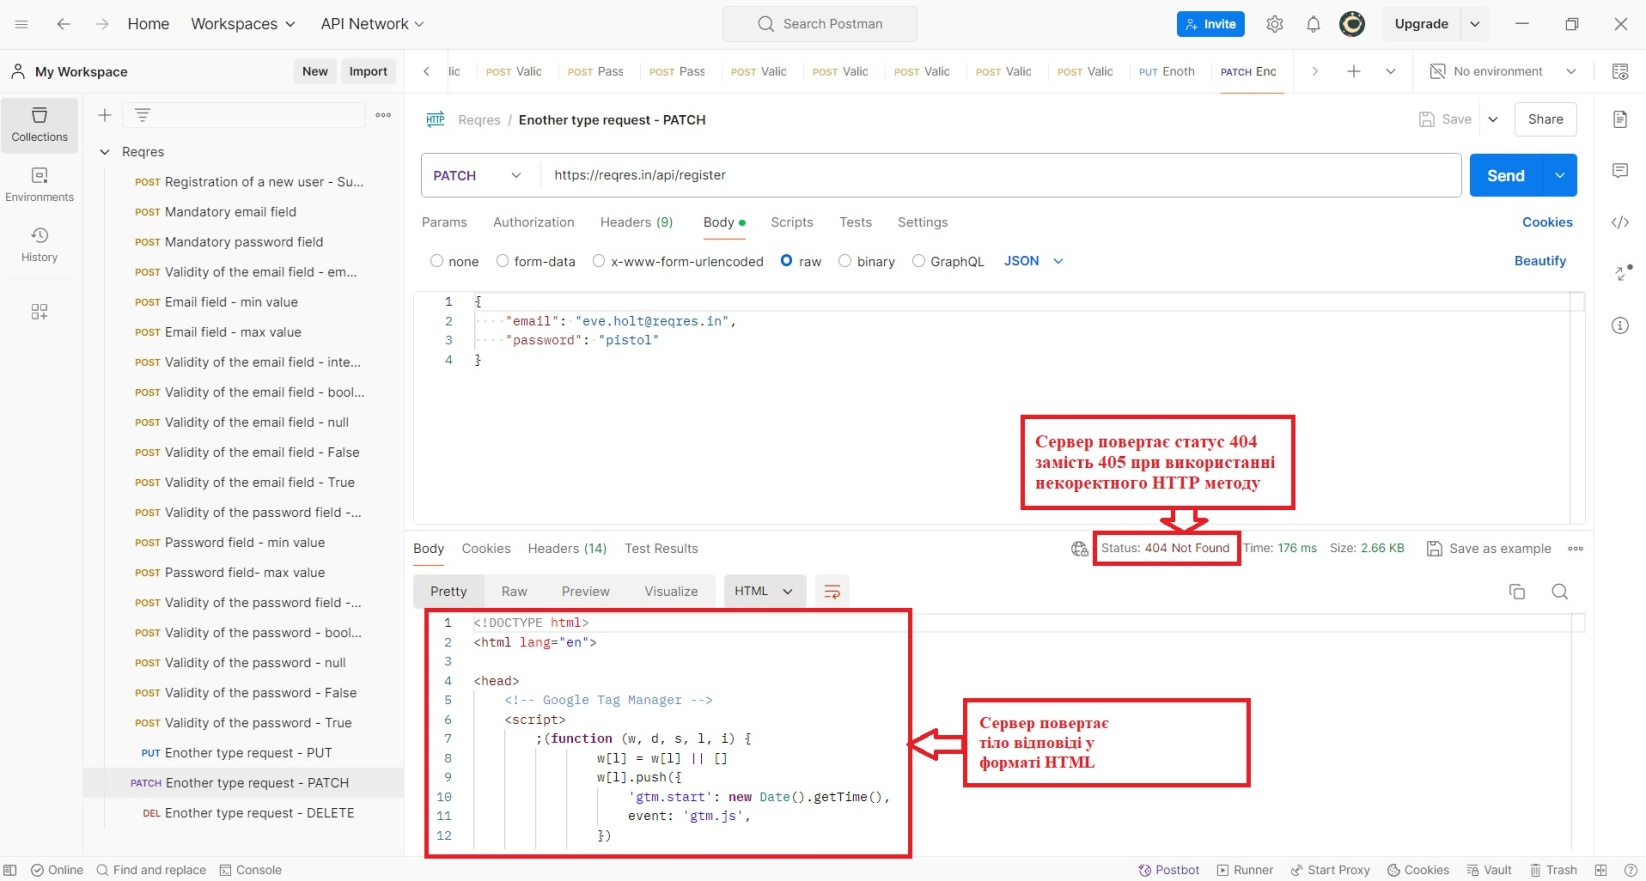 Home
Workspaces
API Network
Search Postman
Invite
Upgrade
My Workspace
New
Import
lic
POST Valic
POST Pass
POST Pass
POST Valic
POST Valic
POST Valic
POST Valic
POST Valic
PUT Enoth
PATCH Enc
No environment
Collections
Environments
History
Reqres
POST Registration of a new user - Su...
POST Mandatory email field
POST Mandatory password field
POST Validity of the email field - em...
POST Email field - min value
POST Email field - max value
POST Validity of the email field - inte...
POST Validity of the email field - bool...
POST Validity of the email field - null
POST Validity of the email field - False
POST Validity of the email field - True
POST Validity of the password field -...
POST Password field - min value
POST Password field- max value
POST Validity of the password field -...
POST Validity of the password - bool...
POST Validity of the password - null
POST Validity of the password - False
POST Validity of the password - True
PUT Enother type request - PUT
PATCH Enother type request - PATCH
DEL Enother type request - DELETE
HTTP Reqres / Enother type request - PATCH
Save
Share
PATCH
https://reqres.in/api/register
Send
Params
Authorization
Headers (9)
Body
Scripts
Tests
Settings
Cookies
none
form-data
x-www-form-urlencoded
raw
binary
GraphQL
JSON
Beautify
1 {
2 "email": "eve.holt@reqres.in",
3 "password": "pistol"
4 }
Сервер повертає статус 404
замість 405 при використанні
некоректного HTTP методу
Body
Cookies
Headers (14)
Test Results
Status: 404 Not Found
Time: 176 ms
Size: 2.66 KB
Save as example
Pretty
Raw
Preview
Visualize
HTML
1 <!DOCTYPE html>
2 <html lang="en">
3
4 <head>
5 <!-- Google Tag Manager -->
6 <script>
7 ;(function (w, d, s, l, i) {
8 w[l] = w[l] || []
9 w[l].push({
10 'gtm.start': new Date().getTime(),
11 event: 'gtm.js',
12 })
Сервер повертає
тіло відповіді у
форматі HTML
Online
Find and replace
Console
Postbot
Runner
Start Proxy
Cookies
Vault
Trash